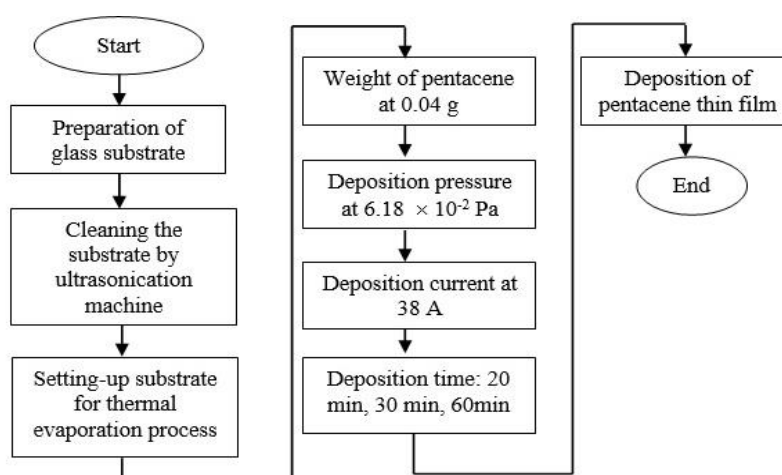 Start
Preparation of
glass substrate
Cleaning the
substrate by
ultrasonication
machine
Setting-up substrate
for thermal
evaporation process
Weight of pentacene
at 0.04 g
Deposition pressure
at 6.18 × 10⁻² Pa
Deposition current at
38 A
Deposition time: 20
min, 30 min, 60min
Deposition of
pentacene thin film
End